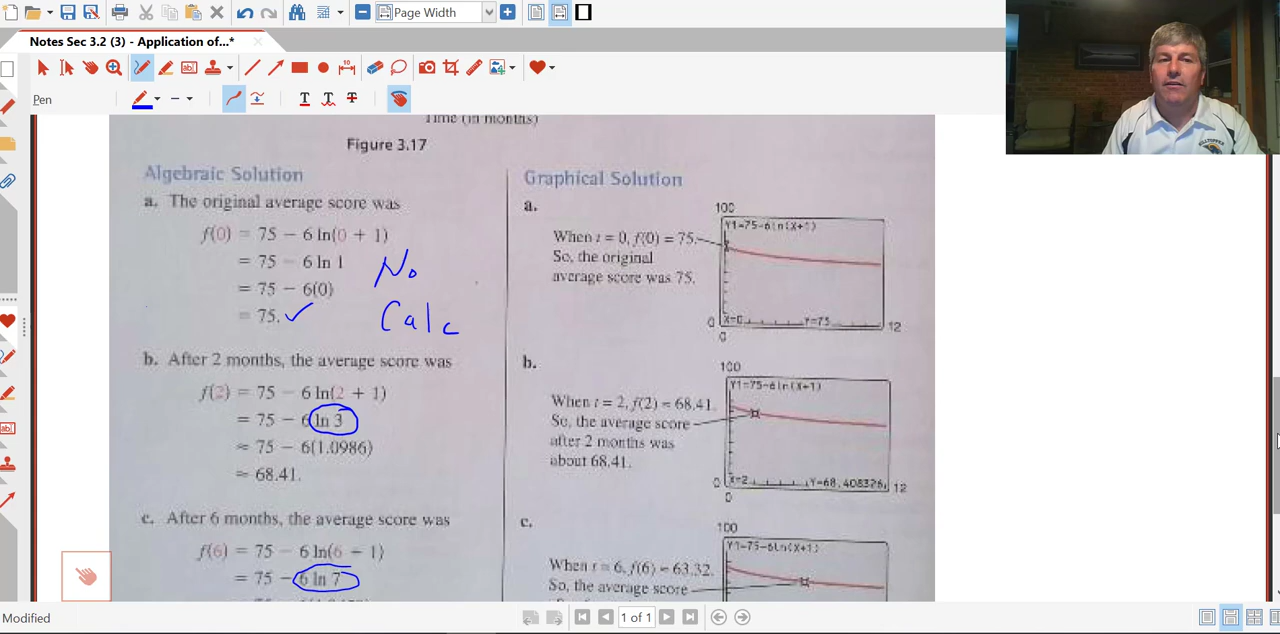 Page Width
Notes Sec 3.2 (3) - Application of...*
Pen
Time (in months)
Figure 3.17
Algebraic Solution
a. The original average score was
f(0) = 75 − 6 ln(0 + 1)
= 75 − 6 ln 1
= 75 − 6(0)
= 75. ✓
No
Calc
b. After 2 months, the average score was
f(2) = 75 − 6 ln(2 + 1)
= 75 − 6 ln 3
≈ 75 − 6(1.0986)
≈ 68.41.
c. After 6 months, the average score was
f(6) = 75 − 6 ln(6 + 1)
= 75 − 6 ln 7
Graphical Solution
a.
When t = 0, f(0) = 75.
So, the original
average score was 75.
100
Y1=75-6ln(X+1)
X=0 Y=75
0
12
0
b.
When t = 2, f(2) ≈ 68.41.
So, the average score
after 2 months was
about 68.41.
100
Y1=75-6ln(X+1)
X=2 Y=68.408326
0
12
0
c.
When t = 6, f(6) ≈ 63.32.
So, the average score
100
Y1=75-6ln(X+1)
Modified
1 of 1